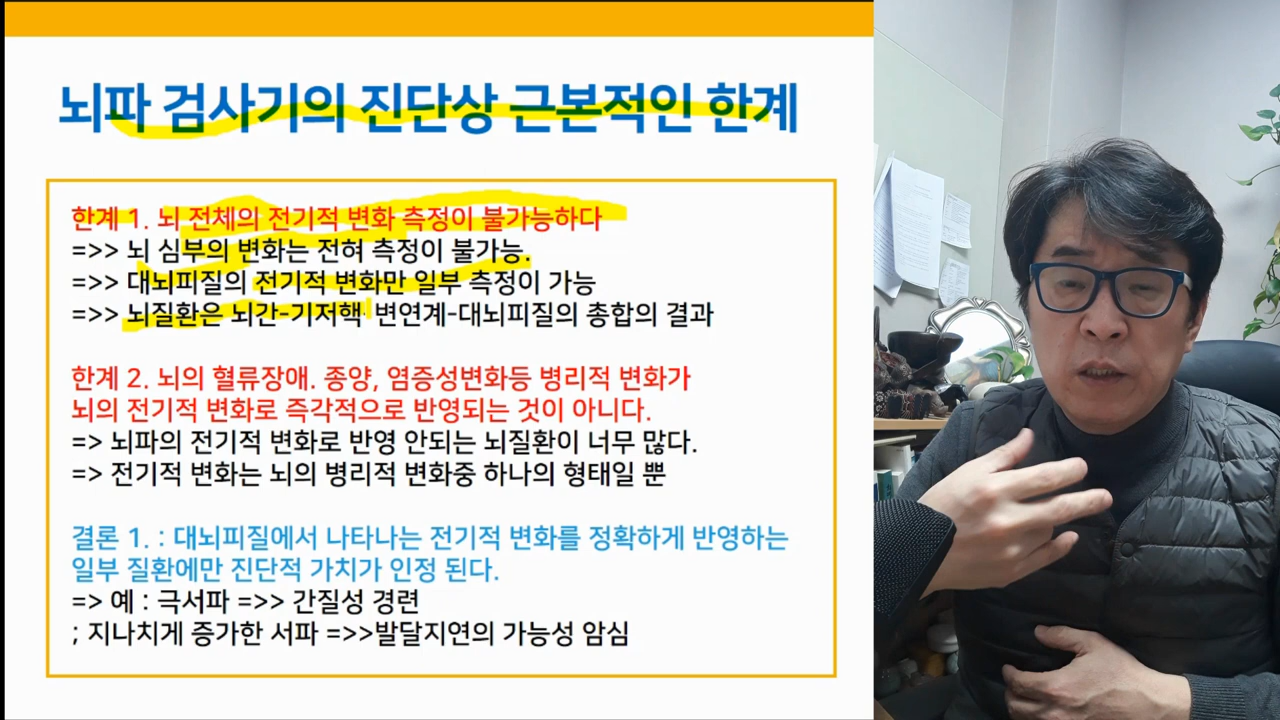 뇌파 검사기의 진단상 근본적인 한계
한계 1. 뇌 전체의 전기적 변화 측정이 불가능하다
=>> 뇌 심부의 변화는 전혀 측정이 불가능.
=>> 대뇌피질의 전기적 변화만 일부 측정이 가능
=>> 뇌질환은 뇌간-기저핵 변연계-대뇌피질의 총합의 결과
한계 2. 뇌의 혈류장애. 종양, 염증성변화등 병리적 변화가
뇌의 전기적 변화로 즉각적으로 반영되는 것이 아니다.
=> 뇌파의 전기적 변화로 반영 안되는 뇌질환이 너무 많다.
=> 전기적 변화는 뇌의 병리적 변화중 하나의 형태일 뿐
결론 1. : 대뇌피질에서 나타나는 전기적 변화를 정확하게 반영하는
일부 질환에만 진단적 가치가 인정 된다.
=> 예 : 극서파 =>> 간질성 경련
; 지나치게 증가한 서파 =>>발달지연의 가능성 암심